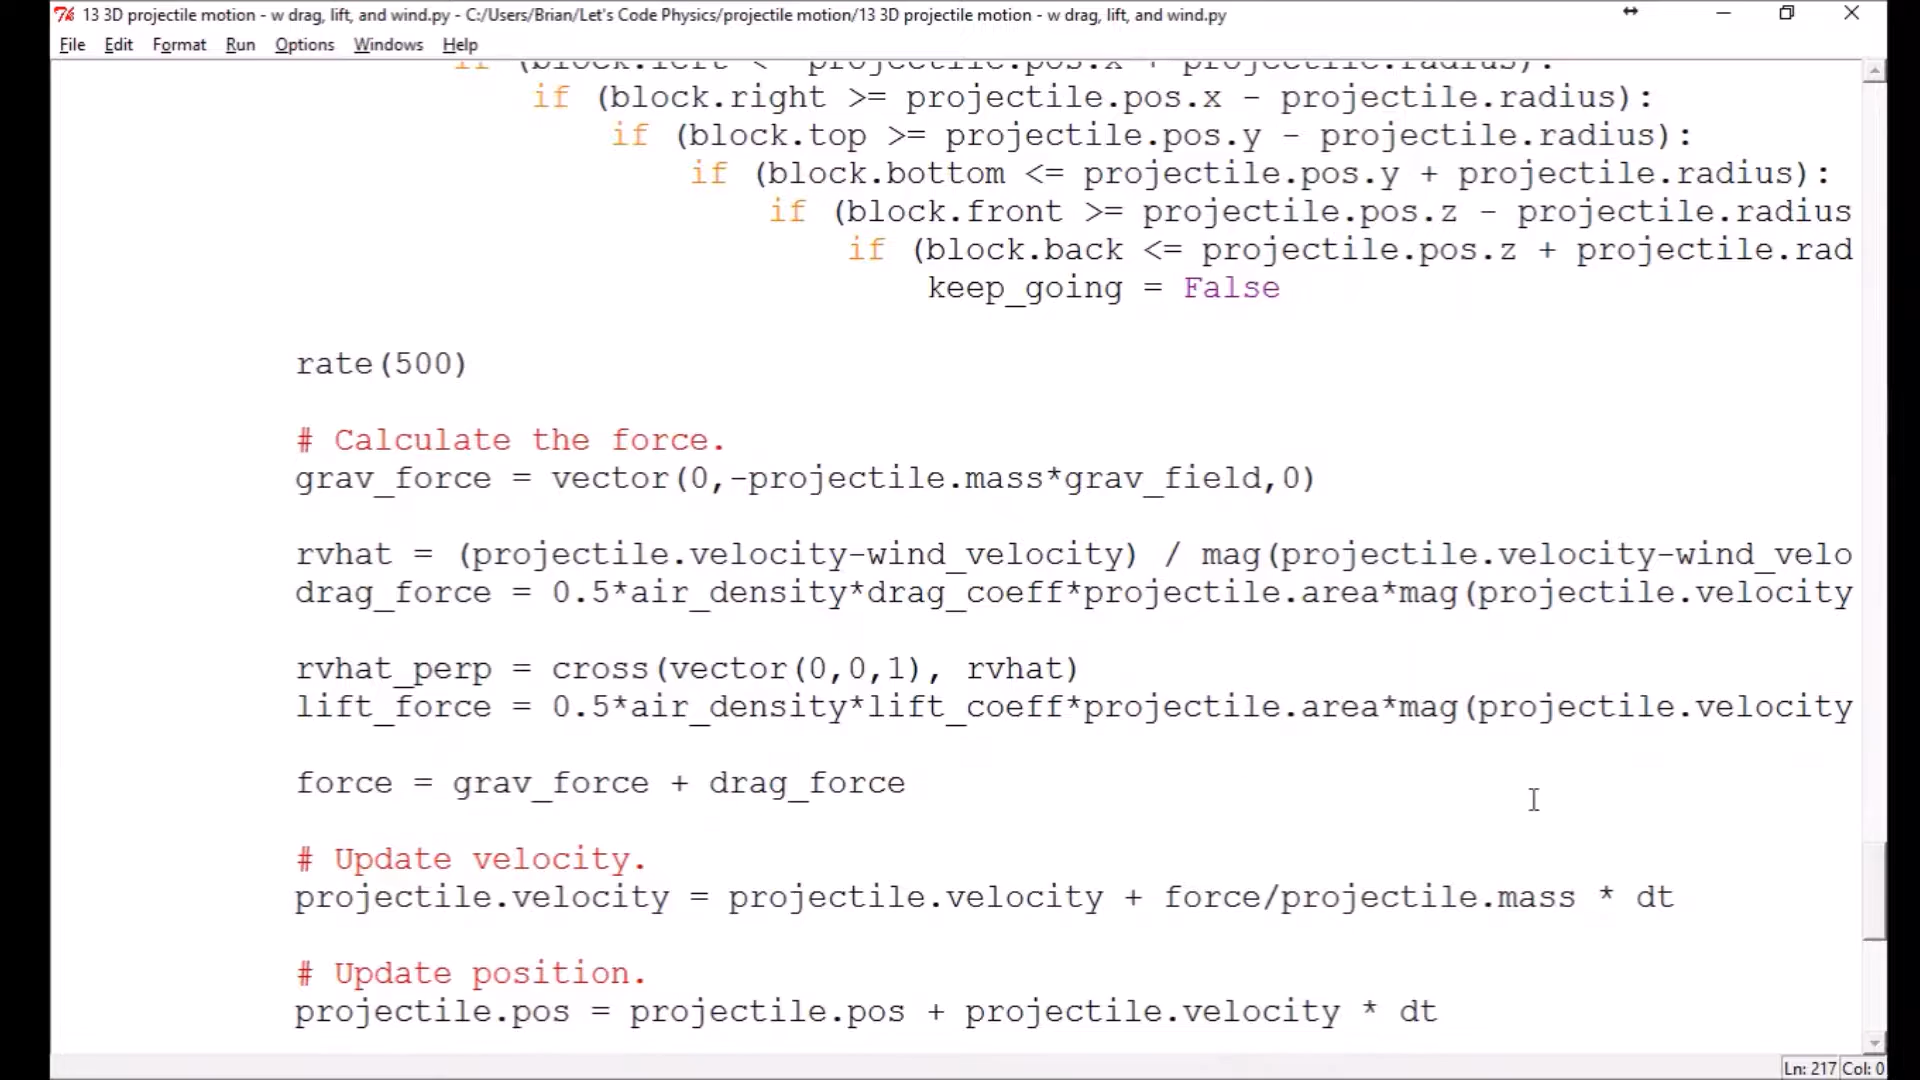 13 3D projectile motion - w drag, lift, and wind.py - C:/Users/Brian/Let's Code Physics/projectile motion/13 3D projectile motion - w drag, lift, and wind.py
File Edit Format Run Options Windows Help
if (block.left < projectile.pos.x + projectile.radius):
if (block.right >= projectile.pos.x - projectile.radius):
if (block.top >= projectile.pos.y - projectile.radius):
if (block.bottom <= projectile.pos.y + projectile.radius):
if (block.front >= projectile.pos.z - projectile.radius
if (block.back <= projectile.pos.z + projectile.rad
keep_going = False
rate(500)
# Calculate the force.
grav_force = vector(0,-projectile.mass*grav_field,0)
rvhat = (projectile.velocity-wind_velocity) / mag(projectile.velocity-wind_velo
drag_force = 0.5*air_density*drag_coeff*projectile.area*mag(projectile.velocity
rvhat_perp = cross(vector(0,0,1), rvhat)
lift_force = 0.5*air_density*lift_coeff*projectile.area*mag(projectile.velocity
force = grav_force + drag_force
# Update velocity.
projectile.velocity = projectile.velocity + force/projectile.mass * dt
# Update position.
projectile.pos = projectile.pos + projectile.velocity * dt
Ln: 217 Col: 0